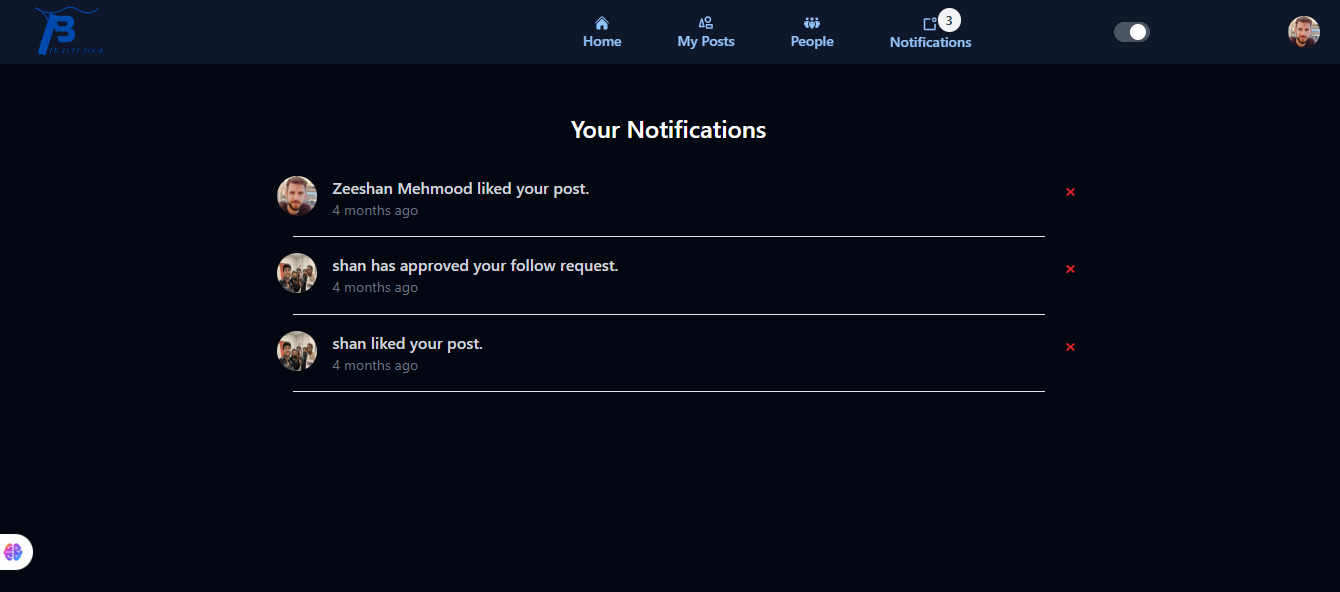 Home
My Posts
People
3
Notifications
Your Notifications
Zeeshan Mehmood liked your post.
4 months ago
×
shan has approved your follow request.
4 months ago
×
shan liked your post.
4 months ago
×